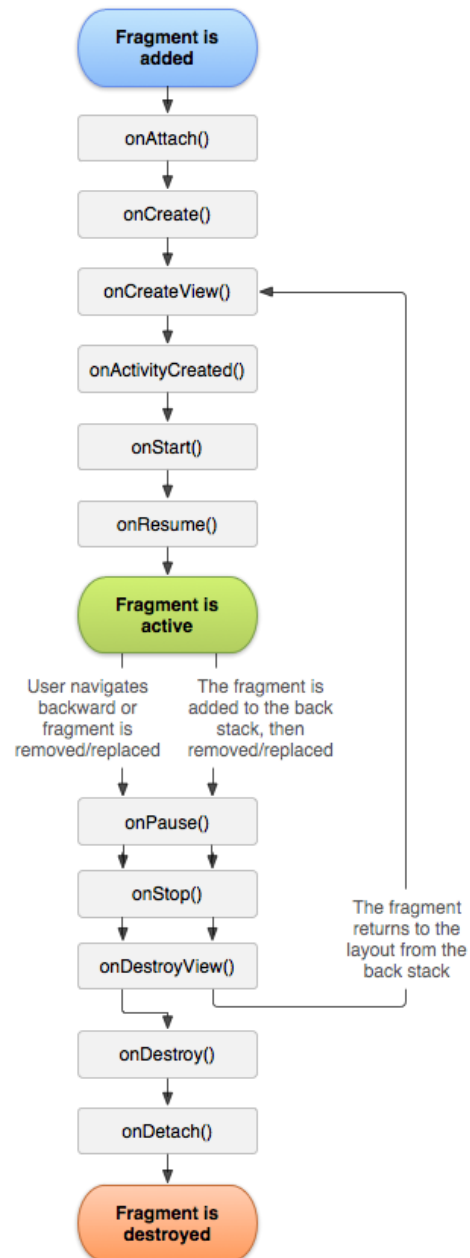 Fragment is
added
onAttach()
onCreate()
onCreateView()
onActivityCreated()
onStart()
onResume()
Fragment is
active
User navigates
backward or
fragment is
removed/replaced
The fragment is
added to the back
stack, then
removed/replaced
onPause()
onStop()
onDestroyView()
The fragment
returns to the
layout from the
back stack
onDestroy()
onDetach()
Fragment is
destroyed